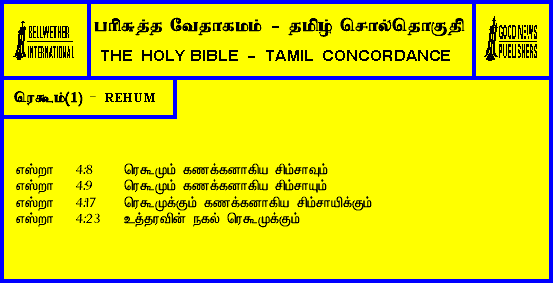 BELLWETHER
INTERNATIONAL
பரிசுத்த வேதாகமம் - தமிழ் சொல்தொகுதி
THE HOLY BIBLE - TAMIL CONCORDANCE
GOOD NEWS
PUBLISHERS
ரெகூம்(1) - REHUM
எஸ்றா 4:8 ரெகூமும் கணக்கனாகிய சிம்சாவும்
எஸ்றா 4:9 ரெகூமும் கணக்கனாகிய சிம்சாயும்
எஸ்றா 4:17 ரெகூமுக்கும் கணக்கனாகிய சிம்சாயிக்கும்
எஸ்றா 4:23 உத்தரவின் நகல் ரெகூமுக்கும்